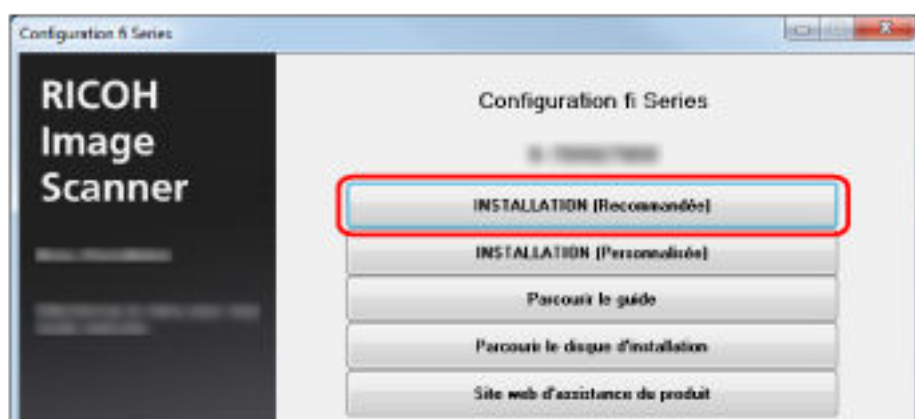 Configuration fi Series
RICOH
Image
Scanner
Configuration fi Series
INSTALLATION (Recommandée)
INSTALLATION (Personnalisée)
Parcourir le guide
Parcourir le disque d'installation
Site web d'assistance du produit